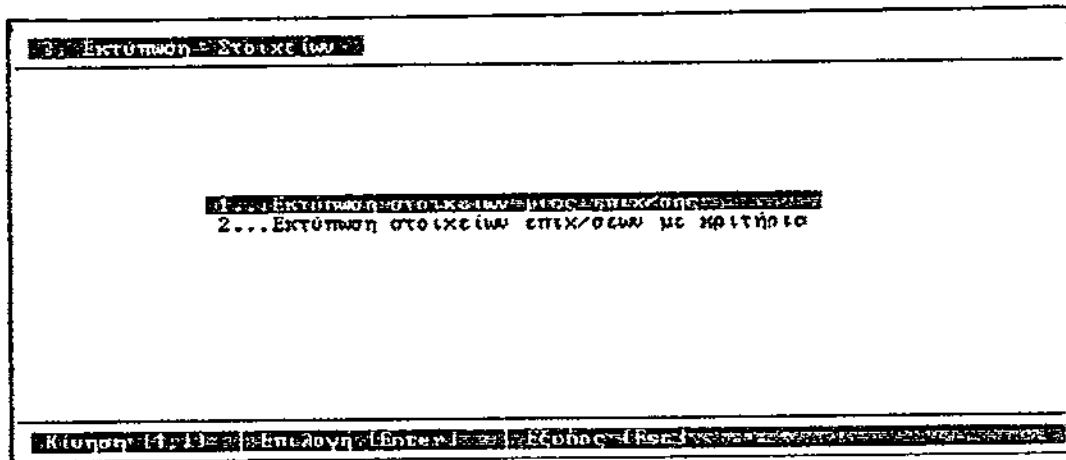 3. Εκτύπωση Στοιχείων
1...Εκτύπωση στοιχείων μιας επιχ/σης
2...Εκτύπωση στοιχείων επιχ/σεων με κριτήρια
Κίνηση [↑,↓] Επιλογή [Enter] Εξοδος [Esc]